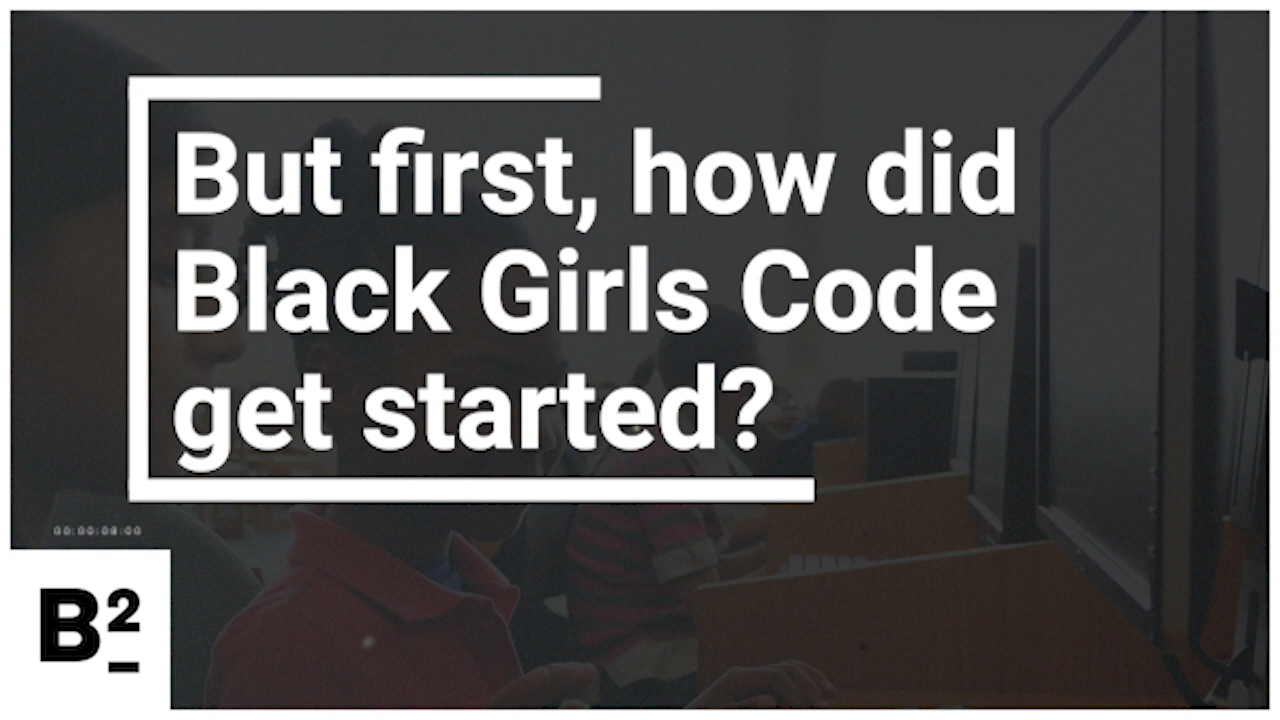 But first, how did
Black Girls Code
get started?
00:00:08:00
B2